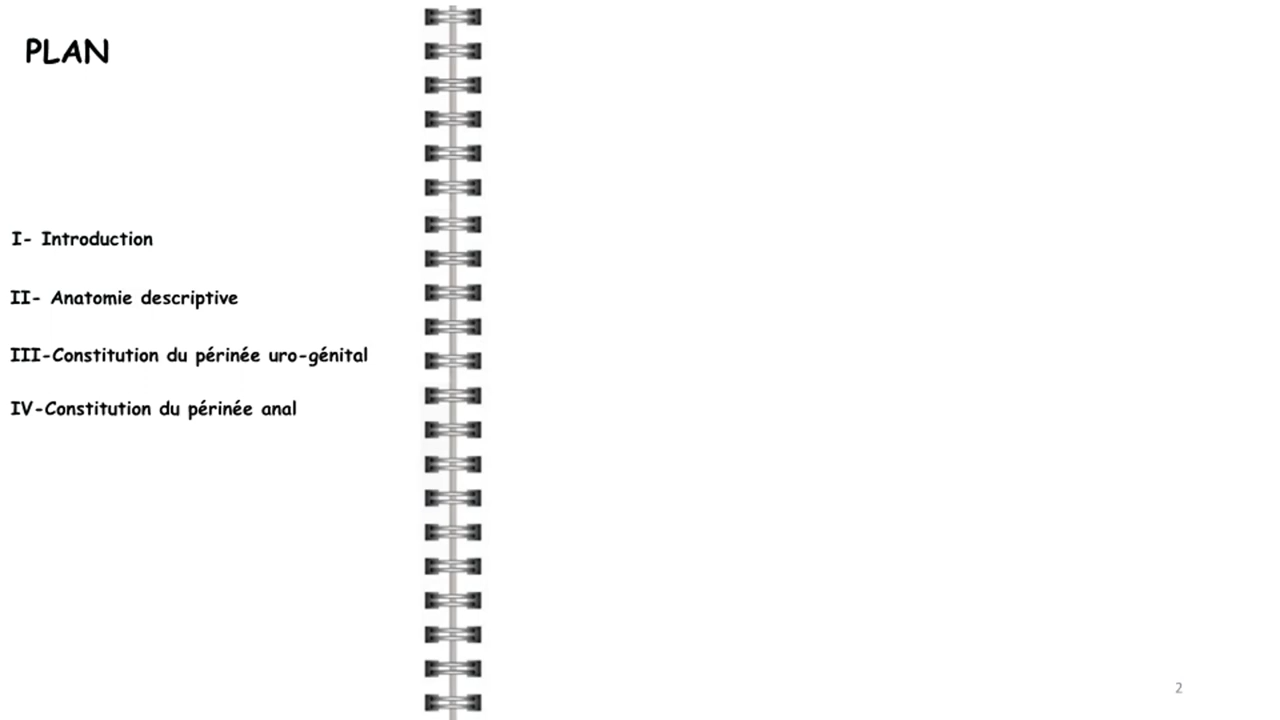 PLAN
I- Introduction
II- Anatomie descriptive
III-Constitution du périnée uro-génital
IV-Constitution du périnée anal
2